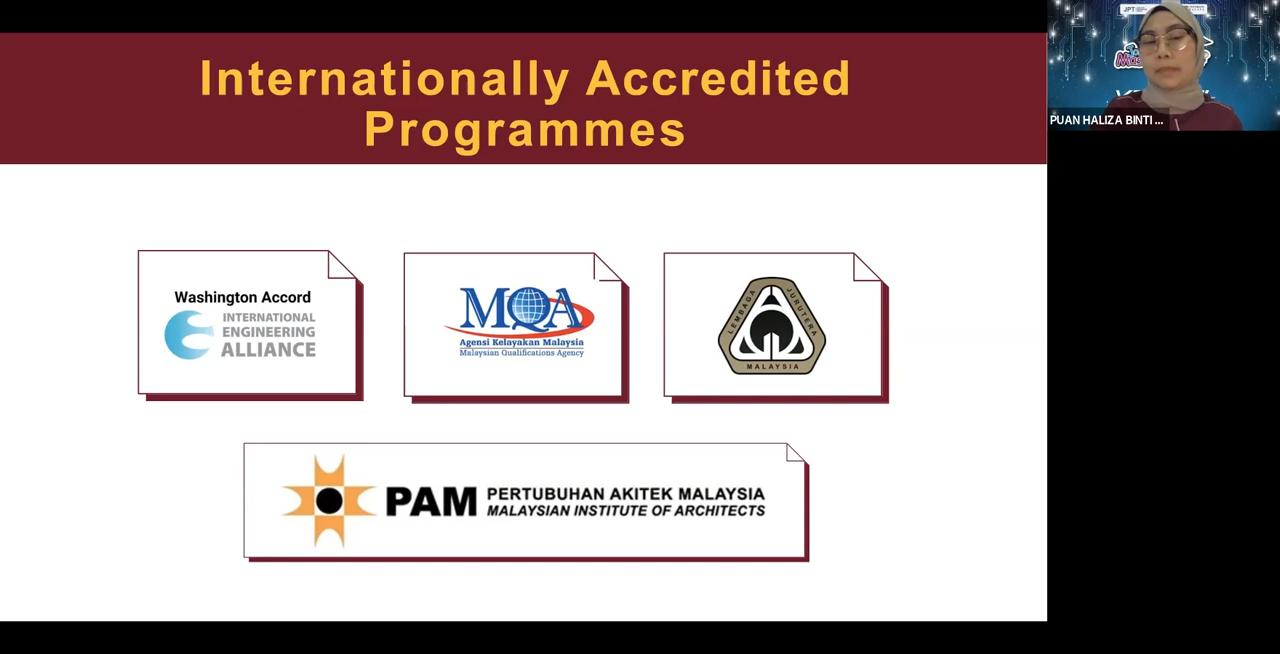 Internationally Accredited
Programmes
Washington Accord
INTERNATIONAL
ENGINEERING
ALLIANCE
MQA
Agensi Kelayakan Malaysia
Malaysian Qualifications Agency
LEMBAGA JURUTERA
MALAYSIA
PAM PERTUBUHAN AKITEK MALAYSIA
MALAYSIAN INSTITUTE OF ARCHITECTS
JPT
PUAN HALIZA BINTI ...